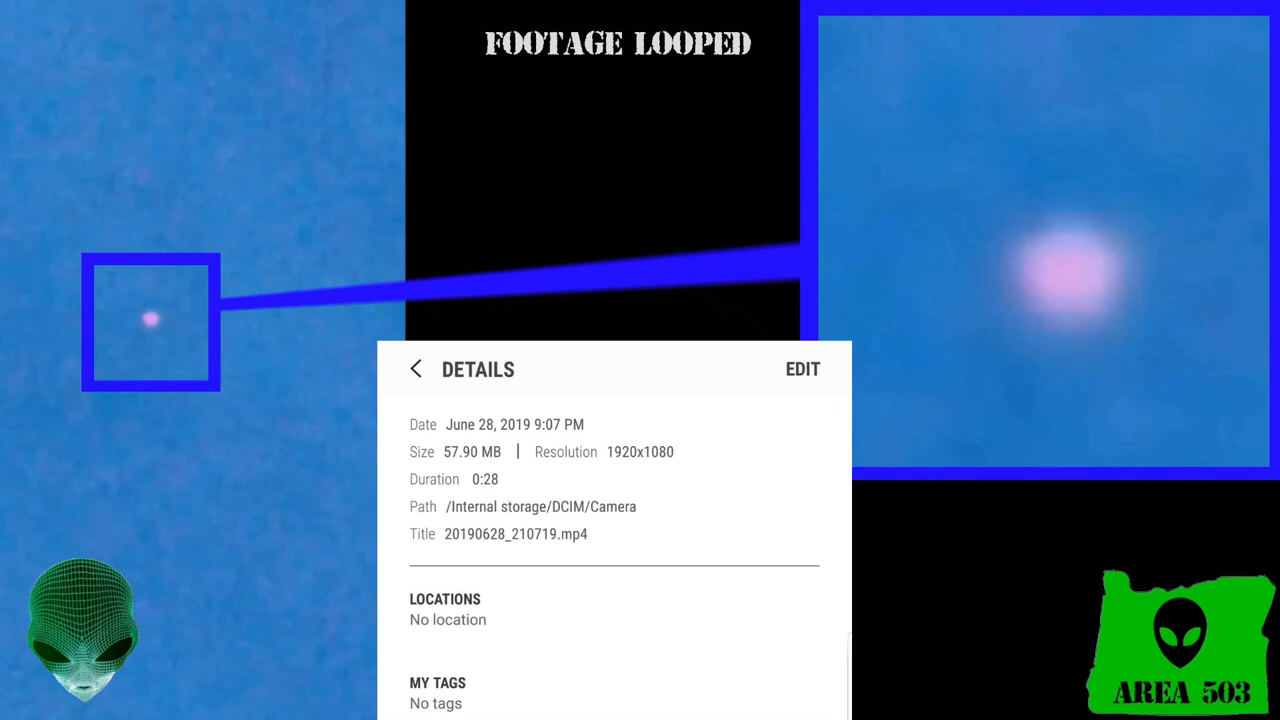 FOOTAGE LOOPED
DETAILS
EDIT
Date June 28, 2019 9:07 PM
Size 57.90 MB | Resolution 1920x1080
Duration 0:28
Path /Internal storage/DCIM/Camera
Title 20190628_210719.mp4
LOCATIONS
No location
MY TAGS
No tags
AREA 503